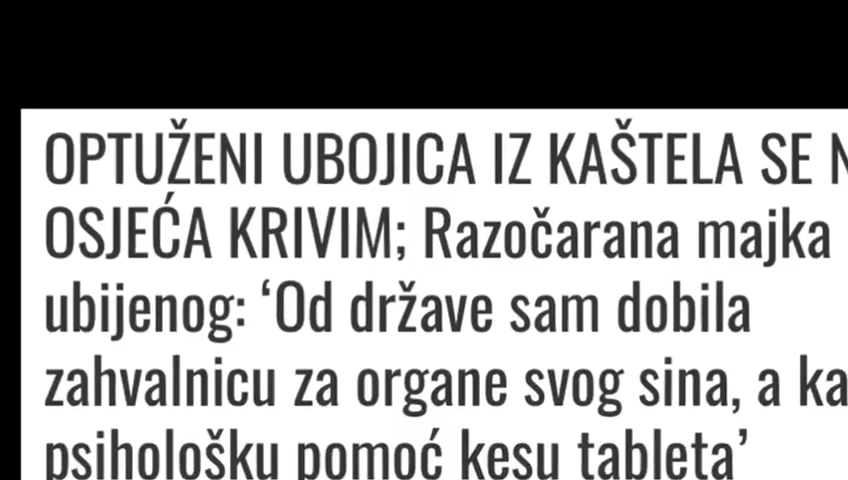 OPTUŽENI UBOJICA IZ KAŠTELA SE
OSJEĆA KRIVIM; Razočarana majka
ubijenog: ‘Od države sam dobila
zahvalnicu za organe svog sina, a
psihološku pomoć kesu tableta’